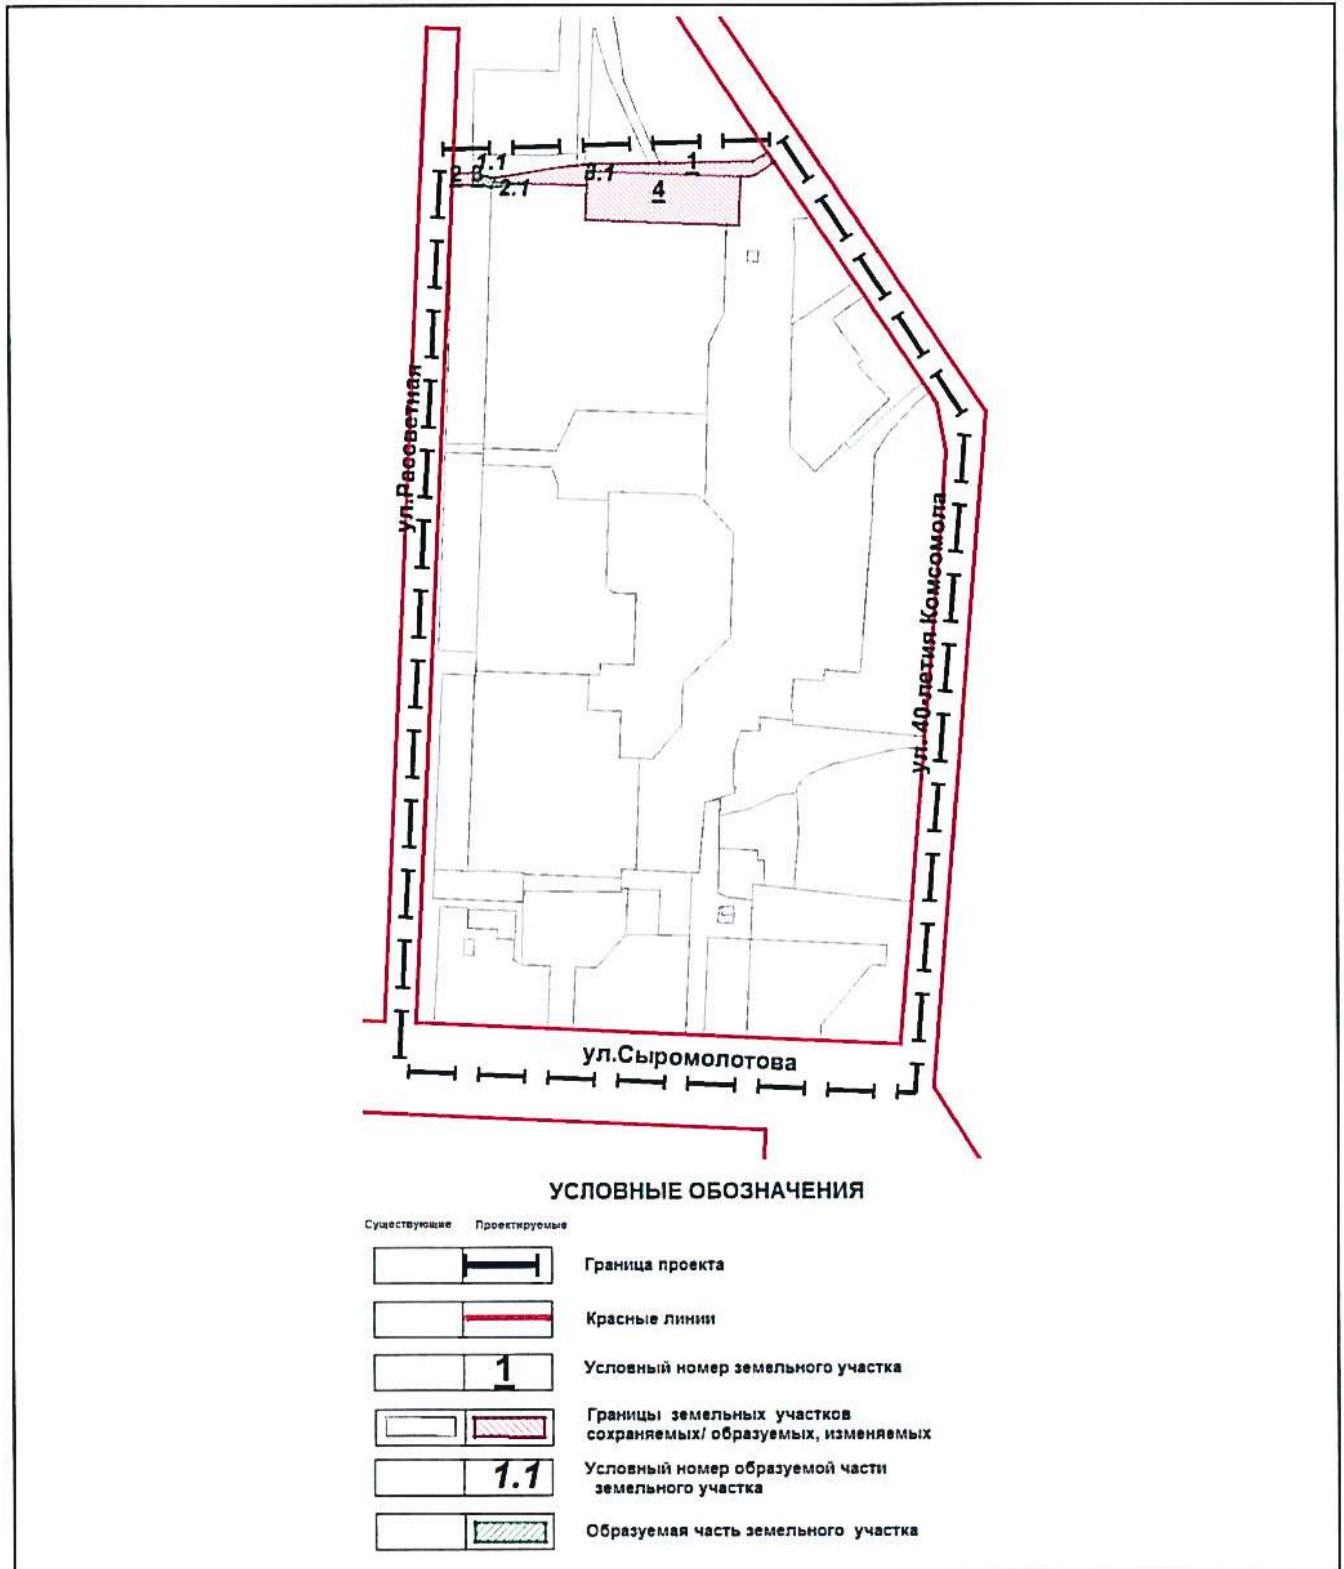 1.1
1
2 3
2.1
3.1
4
ул.Рассветная
ул. 40-летия Комсомола
ул.Сыромолотова
УСЛОВНЫЕ ОБОЗНАЧЕНИЯ
Существующие Проектируемые
Граница проекта
Красные линии
1 Условный номер земельного участка
Границы земельных участков
сохраняемых/ образуемых, изменяемых
1.1 Условный номер образуемой части
земельного участка
Образуемая часть земельного участка